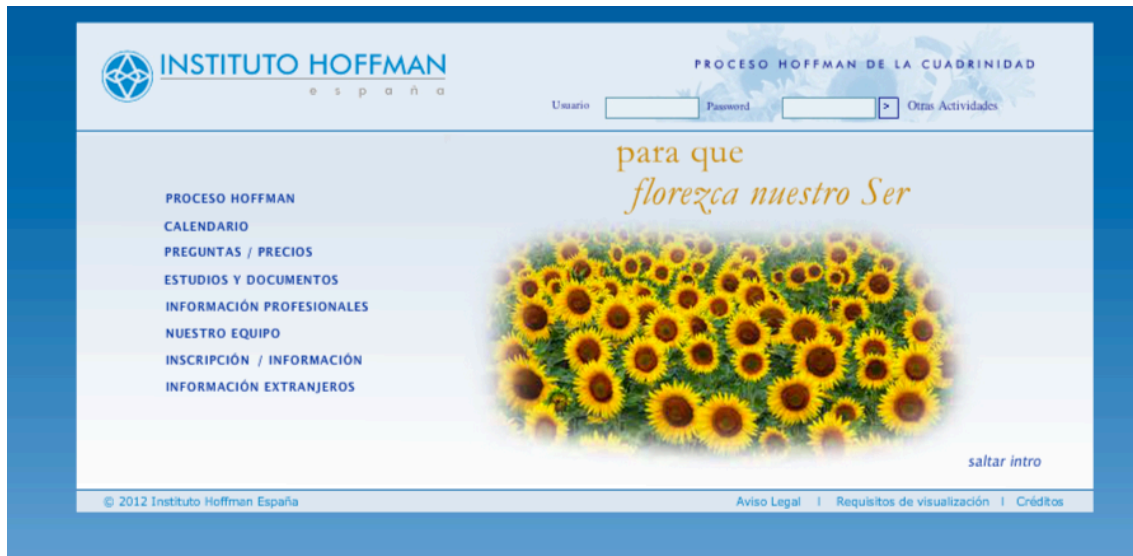 INSTITUTO HOFFMAN
españa
PROCESO HOFFMAN DE LA CUADRINIDAD
Usuario Password > Otras Actividades
para que
florezca nuestro Ser
PROCESO HOFFMAN
CALENDARIO
PREGUNTAS / PRECIOS
ESTUDIOS Y DOCUMENTOS
INFORMACIÓN PROFESIONALES
NUESTRO EQUIPO
INSCRIPCIÓN / INFORMACIÓN
INFORMACIÓN EXTRANJEROS
saltar intro
© 2012 Instituto Hoffman España Aviso Legal | Requisitos de visualización | Créditos